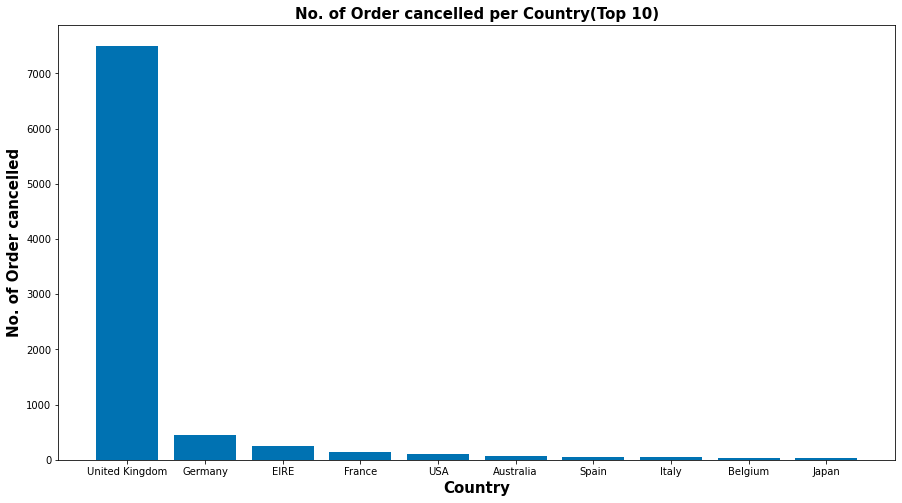 No. of Order cancelled per Country(Top 10)
No. of Order cancelled
7000
6000
5000
4000
3000
2000
1000
0
United Kingdom Germany EIRE France USA Australia Spain Italy Belgium Japan
Country